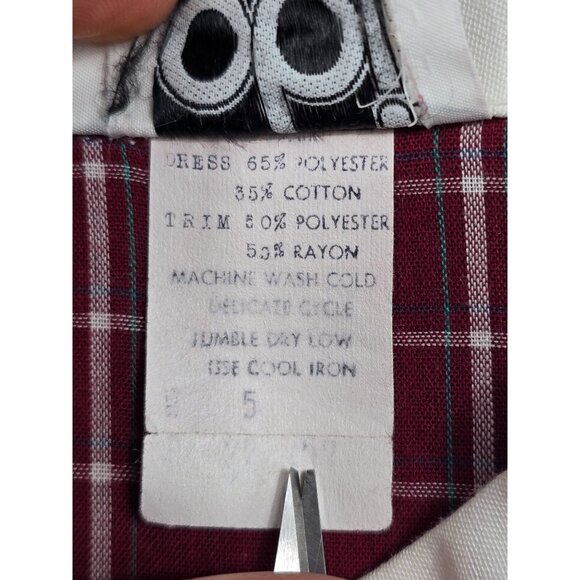 op!
DRESS 65% POLYESTER
35% COTTON
TRIM 50% POLYESTER
50% RAYON
MACHINE WASH COLD
DELICATE CYCLE
TUMBLE DRY LOW
USE COOL IRON
5